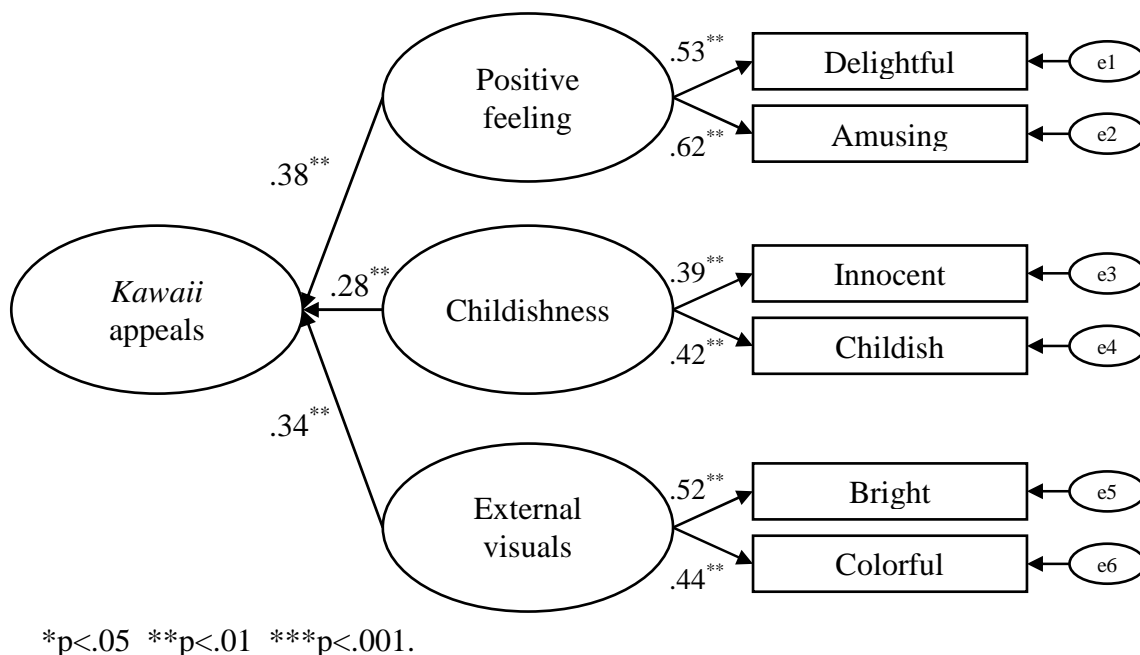 .53**
Delightful
e1
Positive
feeling
.62**
Amusing
e2
.38**
Kawaii
appeals
.28**
Childishness
.39**
Innocent
e3
.42**
Childish
e4
.34**
External
visuals
.52**
Bright
e5
.44**
Colorful
e6
*p<.05 **p<.01 ***p<.001.